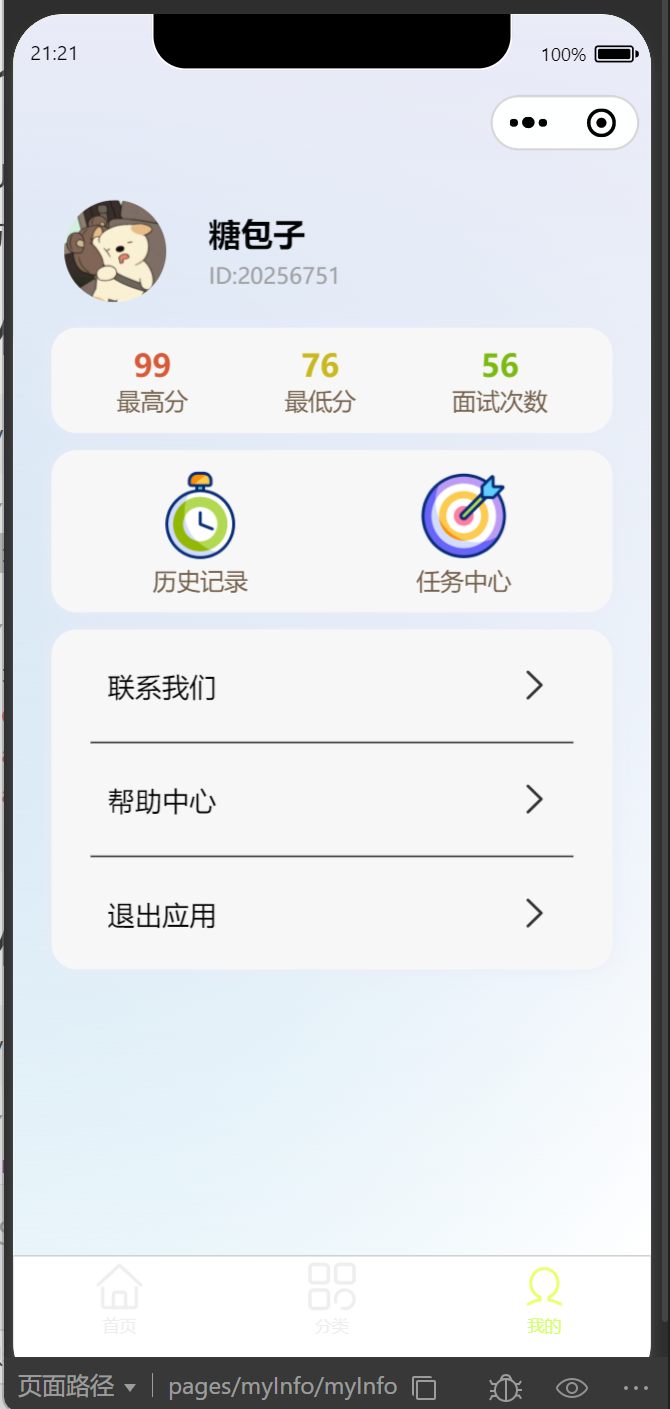 21:21
100%
糖包子
ID:20256751
99 76 56
最高分 最低分 面试次数
历史记录 任务中心
联系我们
帮助中心
退出应用
首页 分类 我的
页面路径 pages/myInfo/myInfo